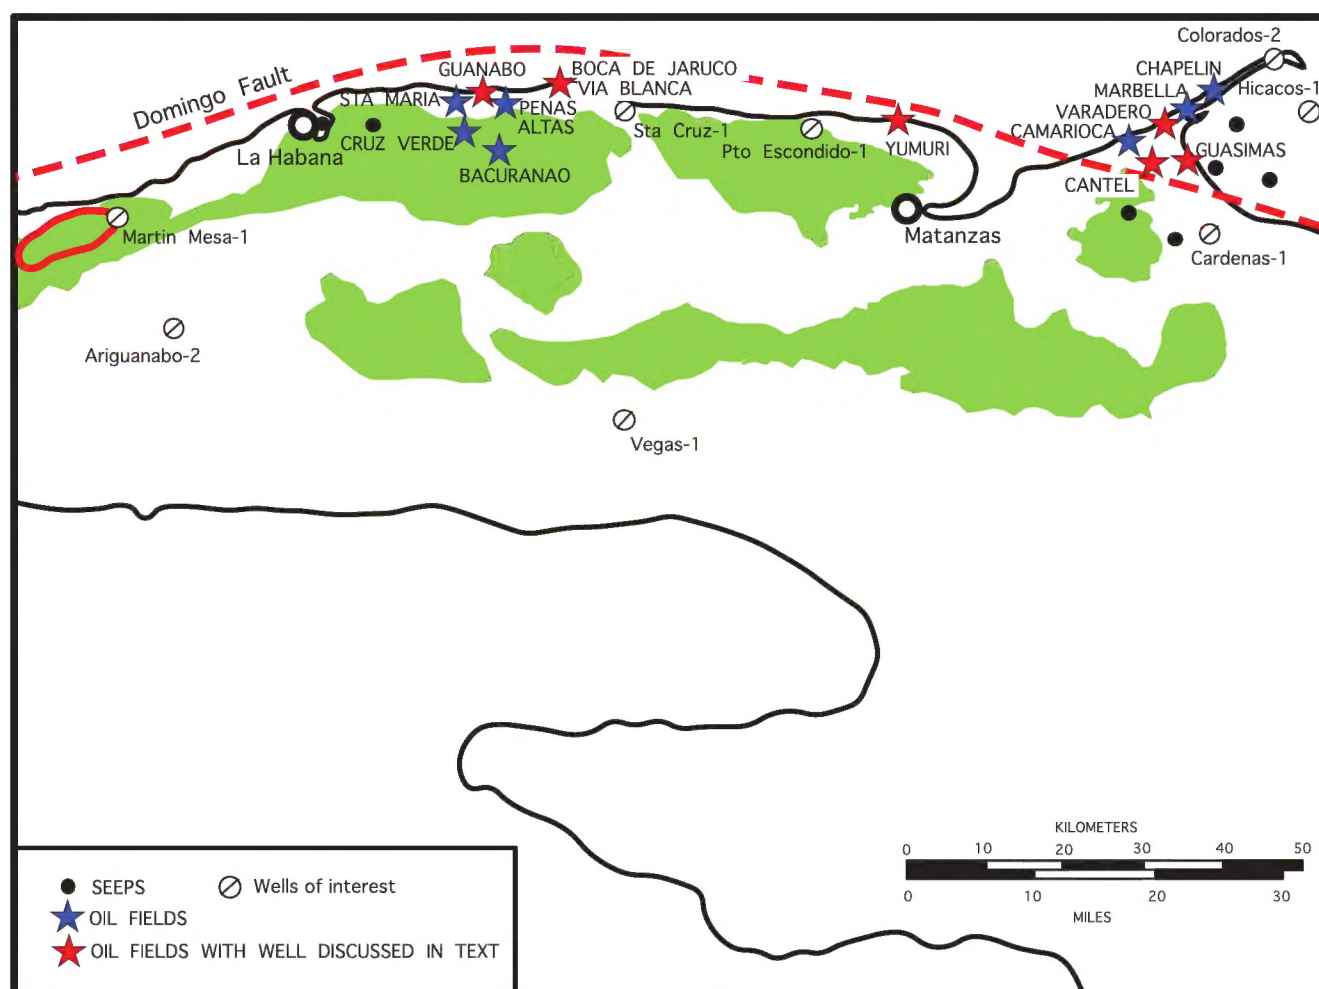 Colorados-2
Domingo Fault
GUANABO
BOCA DE JARUCO
VIA BLANCA
CHAPELIN
Hicacos-1
MARBELLA
STA MARIA
PENAS
ALTAS
VARADERO
CAMARIOCA
Sta Cruz-1
CRUZ VERDE
La Habana
Pto Escondido-1
YUMURI
GUASIMAS
BACURANAO
CANTEL
Martin Mesa-1
Matanzas
Cardenas-1
Ariguanabo-2
Vegas-1
KILOMETERS
0 10 20 30 40 50
0 10 20 30
MILES
SEEPS
Wells of interest
OIL FIELDS
OIL FIELDS WITH WELL DISCUSSED IN TEXT